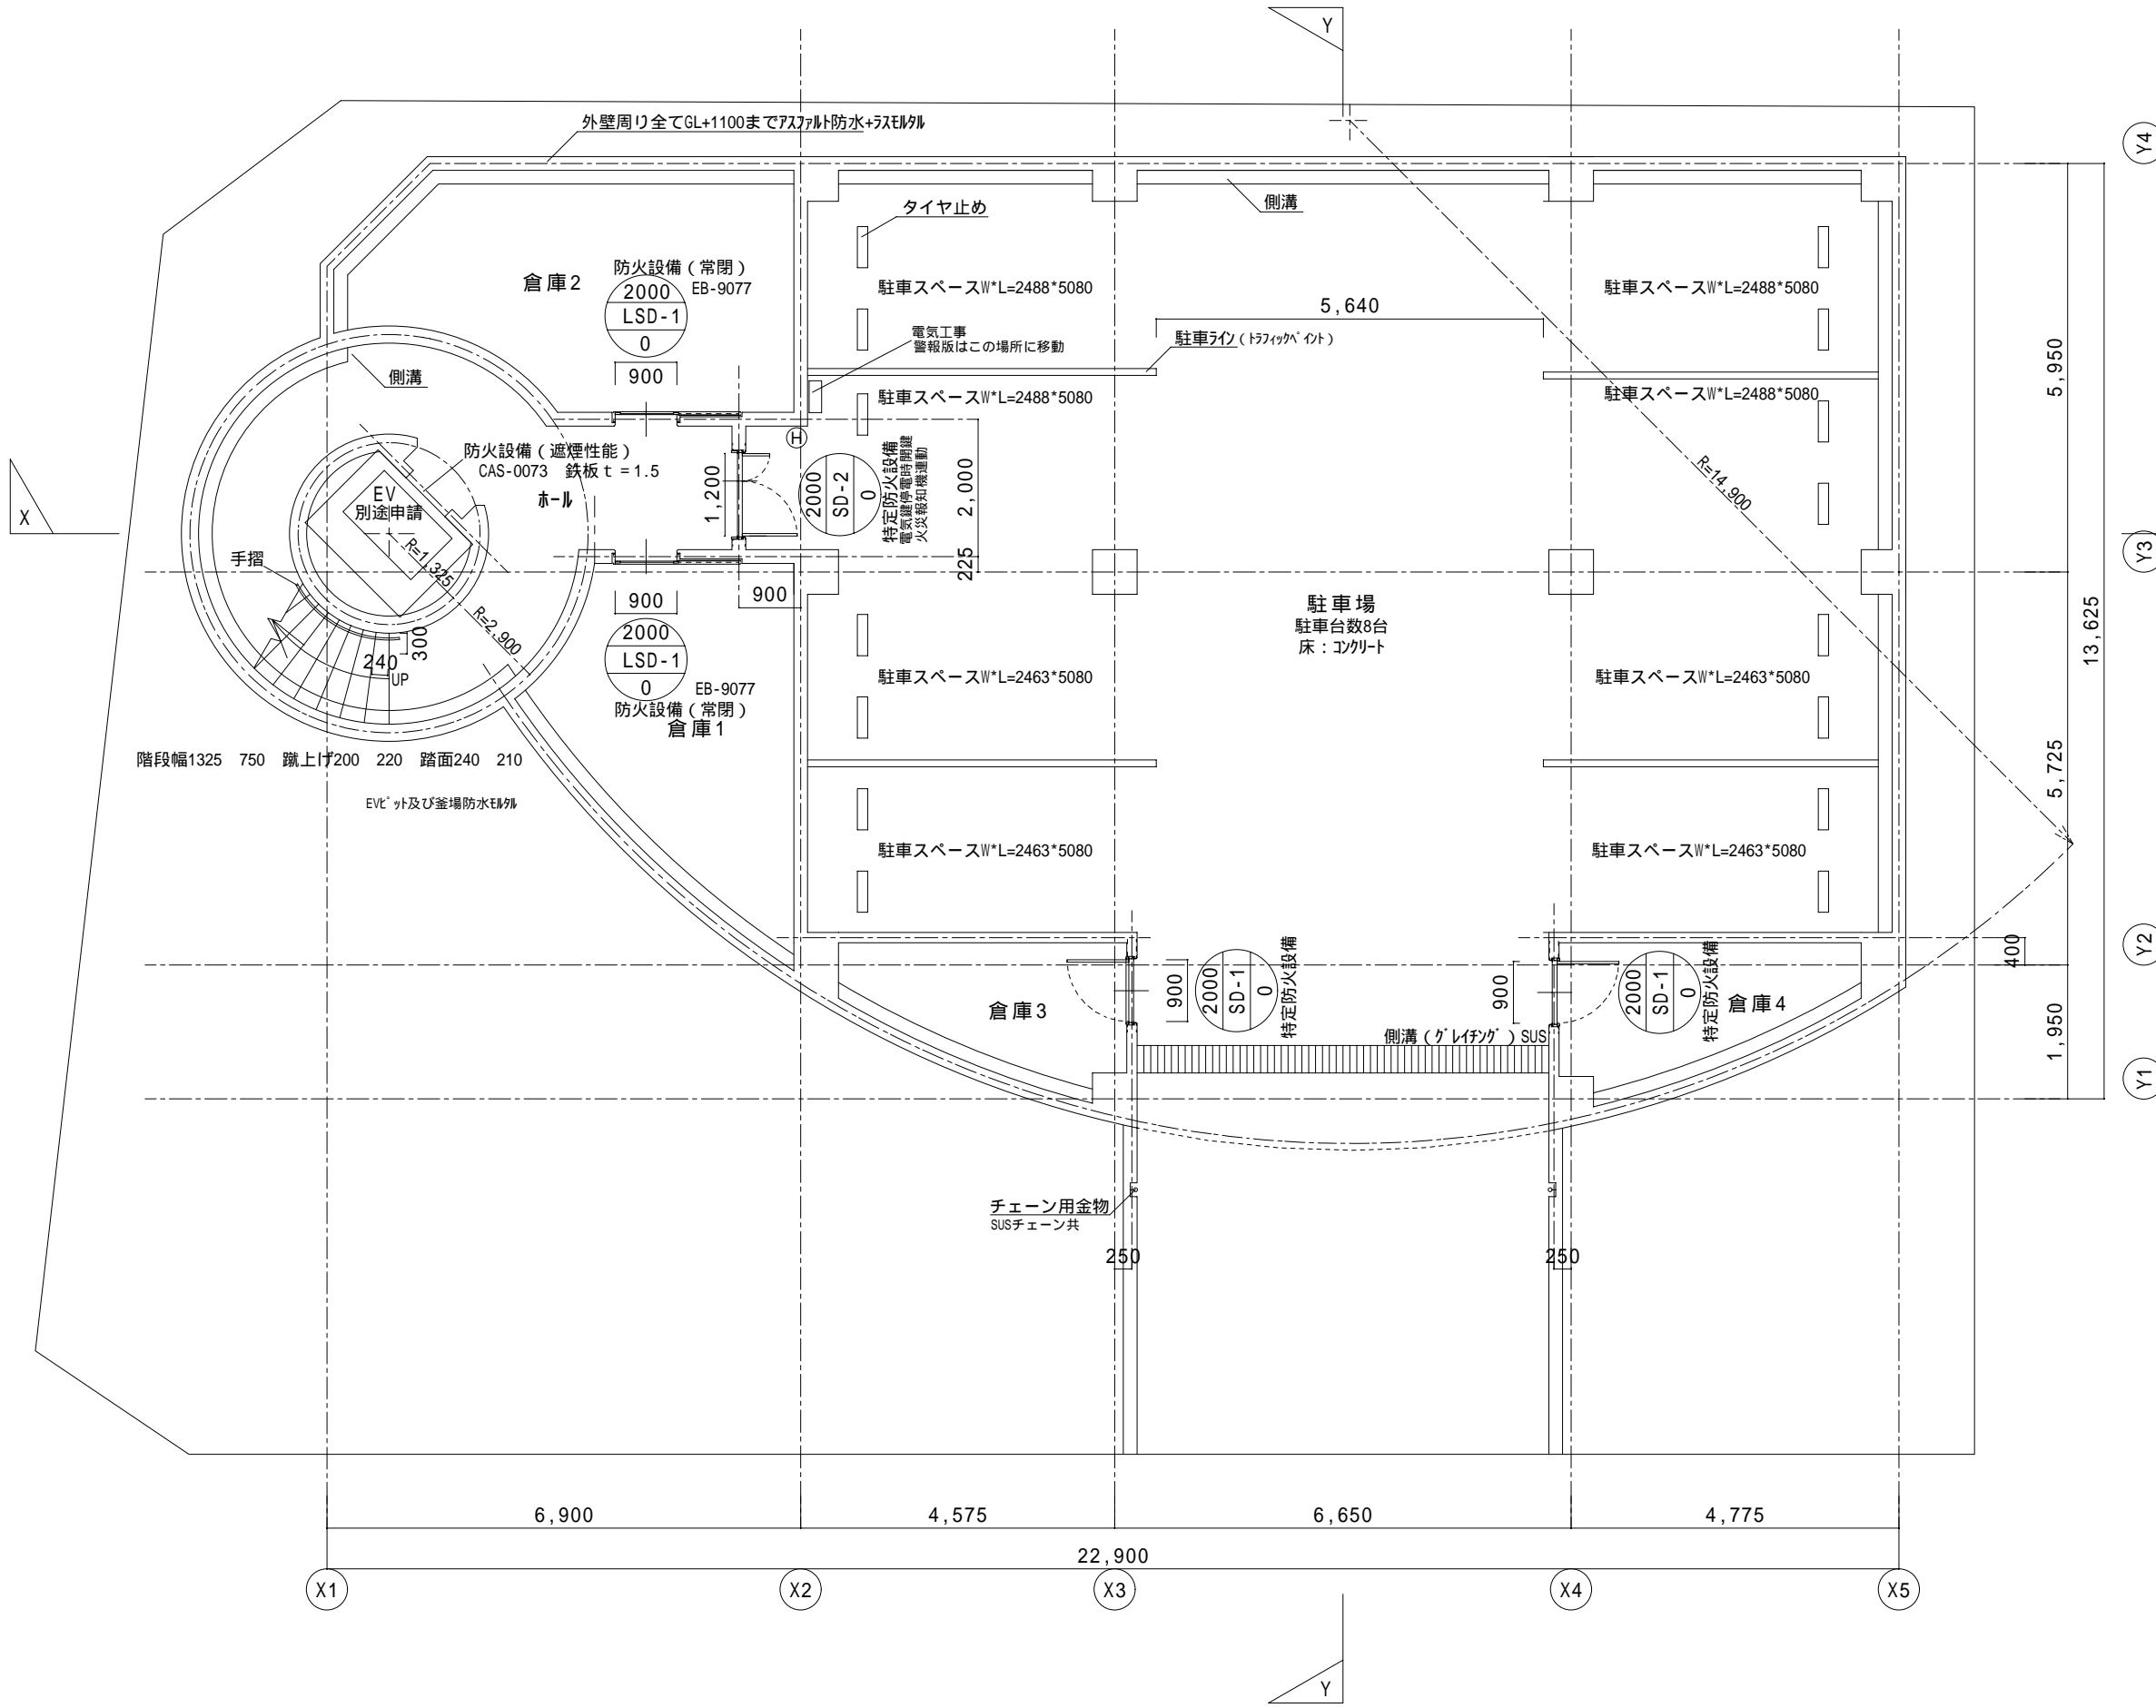 Y
Y4
外壁周り全てGL+1100までｱｽﾌｧﾙﾄ防水+ﾗｽﾓﾙﾀﾙ
側溝
タイヤ止め
倉庫2
防火設備（常閉）
EB-9077
2000
LSD-1
0
900
駐車スペースW*L=2488*5080
駐車スペースW*L=2488*5080
5,640
駐車ﾗｲﾝ（ﾄﾗﾌｨｯｸﾍﾟｲﾝﾄ）
電気工事
警報版はこの場所に移動
5,950
側溝
駐車スペースW*L=2488*5080
駐車スペースW*L=2488*5080
H
防火設備（遮煙性能）
CAS-0073　鉄板ｔ＝1.5
ﾎｰﾙ
EV
別途申請
R=1,325
R=2,900
手摺
1,200
2000
SD-2
0
特定防火設備
電気錠停電時開鍵
火災報知機連動
2,000
225
R=14,900
X
Y3
900
900
2000
LSD-1
0
EB-9077
防火設備（常閉）
倉庫1
駐車場
駐車台数8台
床：ｺﾝｸﾘｰﾄ
13,625
300
240
UP
駐車スペースW*L=2463*5080
駐車スペースW*L=2463*5080
階段幅1325　750　蹴上げ200　220　踏面240　210
EVﾋﾟｯﾄ及び釜場防水ﾓﾙﾀﾙ
5,725
駐車スペースW*L=2463*5080
駐車スペースW*L=2463*5080
Y2
400
倉庫3
900
2000
SD-1
0
特定防火設備
900
2000
SD-1
0
特定防火設備
倉庫4
側溝（ｸﾞﾚｲﾁﾝｸﾞ）SUS
1,950
Y1
チェーン用金物
SUSチェーン共
250
250
6,900
4,575
6,650
4,775
22,900
X1
X2
X3
X4
X5
Y